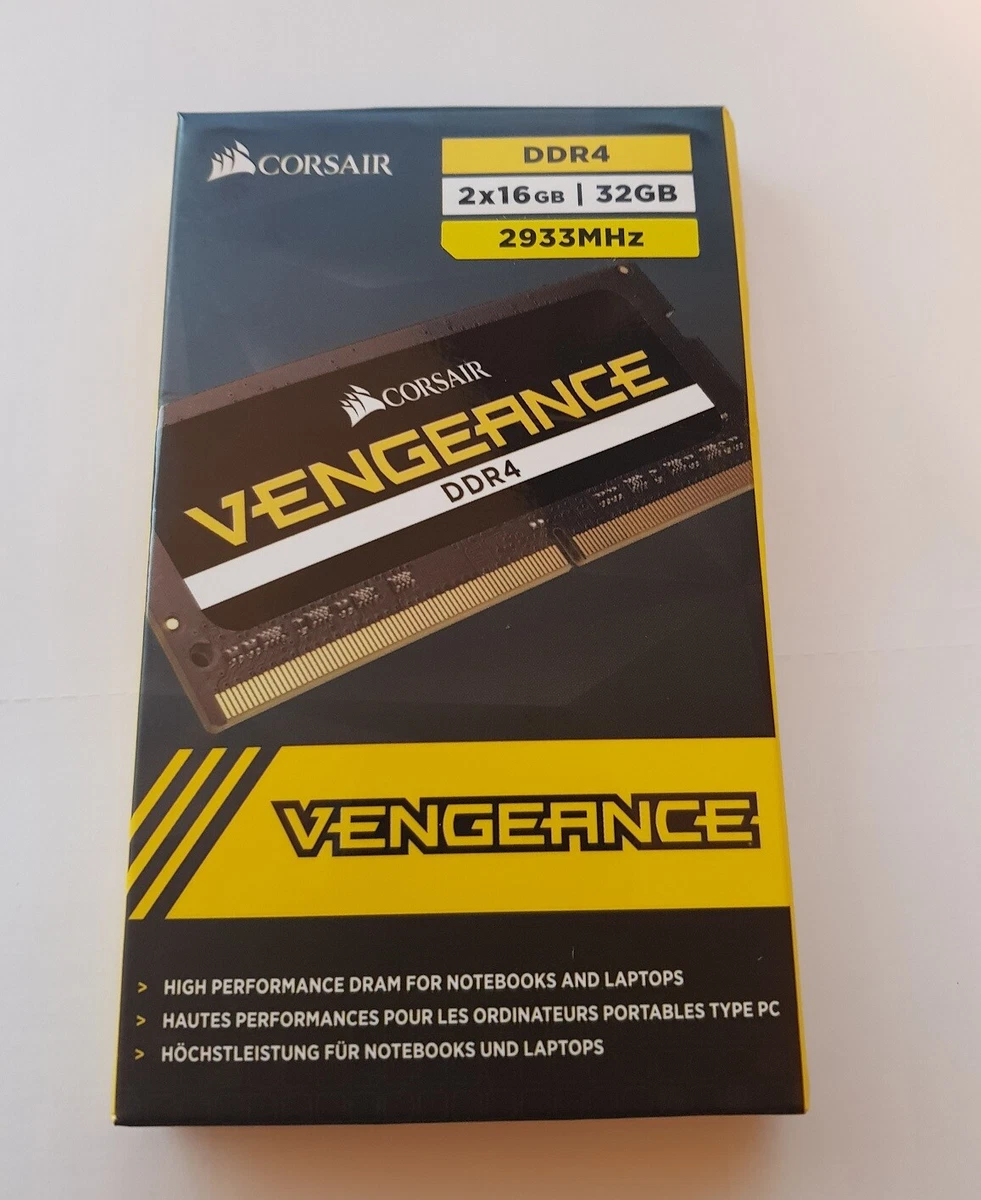 CORSAIR
DDR4
2x16GB | 32GB
2933MHz
CORSAIR
VENGEANCE
DDR4
VENGEANCE
> HIGH PERFORMANCE DRAM FOR NOTEBOOKS AND LAPTOPS
> HAUTES PERFORMANCES POUR LES ORDINATEURS PORTABLES TYPE PC
> HÖCHSTLEISTUNG FÜR NOTEBOOKS UND LAPTOPS